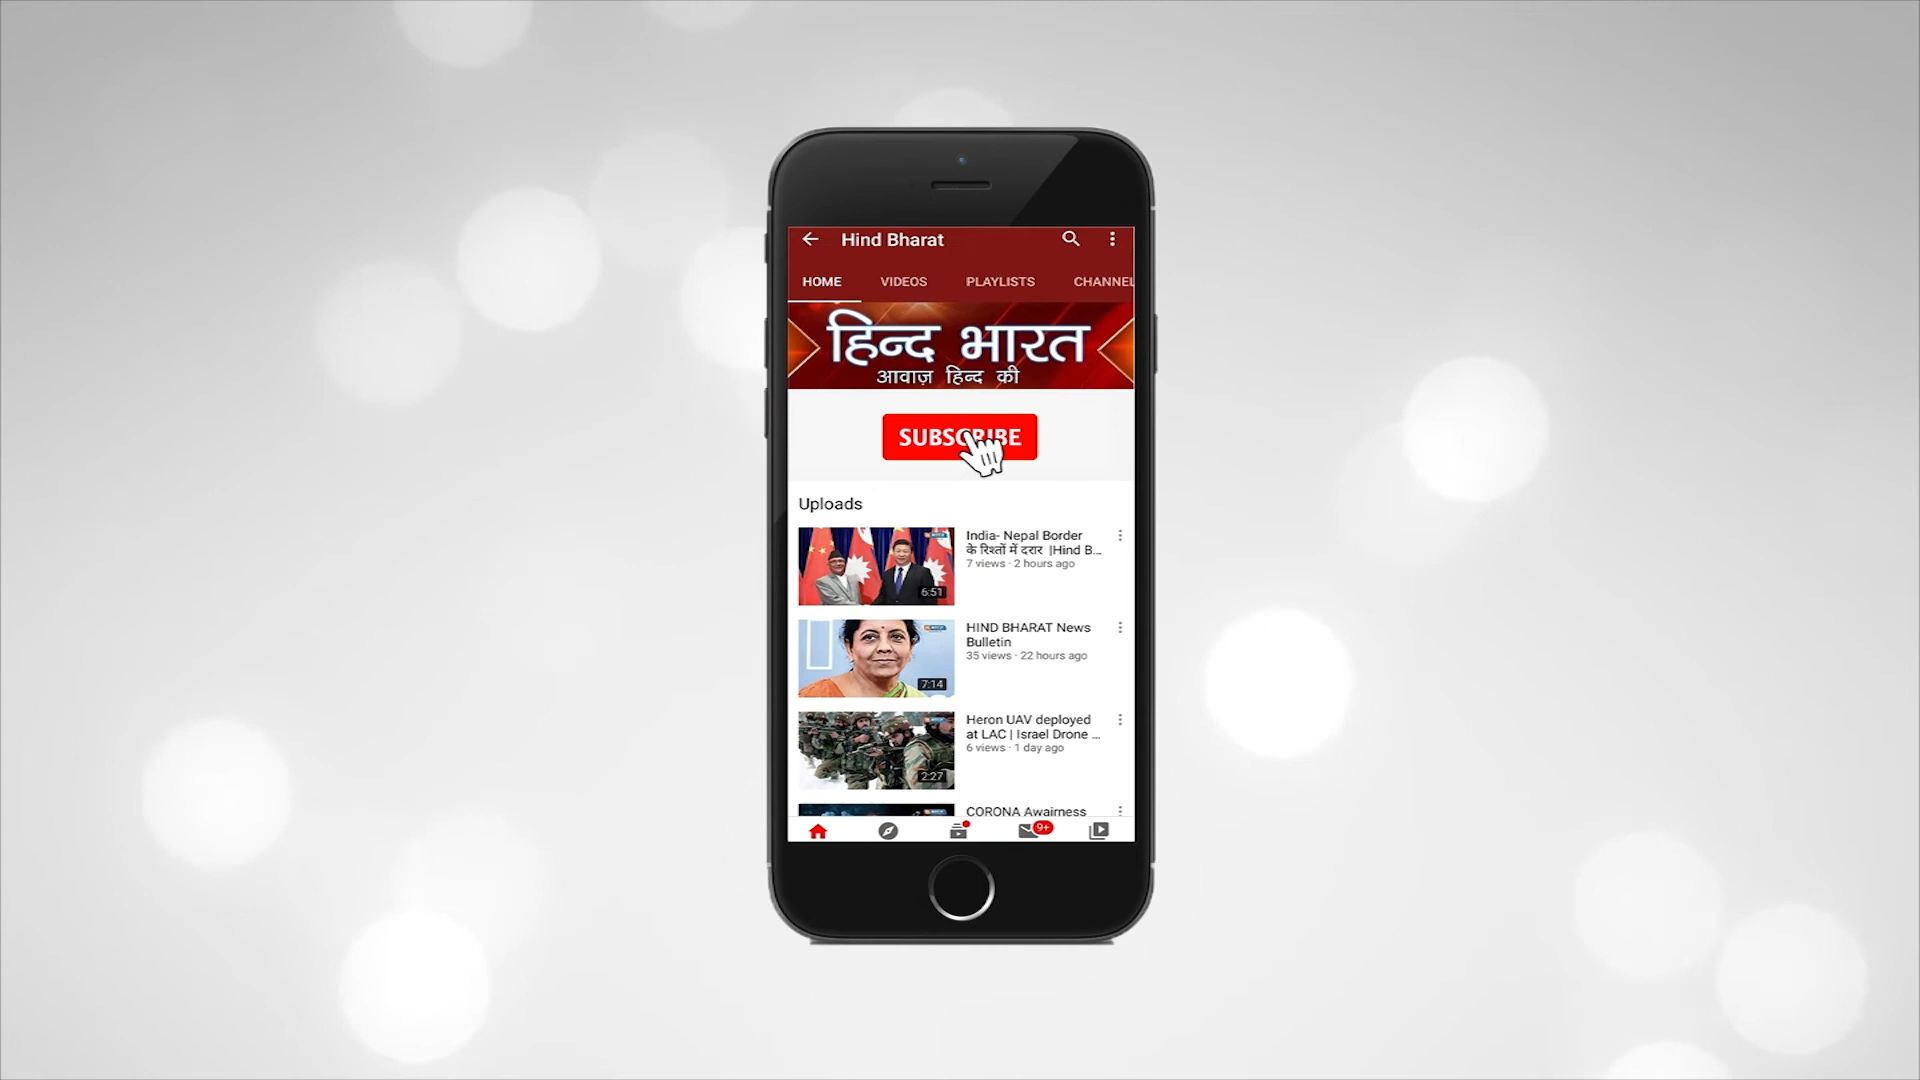 Hind Bharat
HOME VIDEOS PLAYLISTS CHANNEL
हिन्द भारत
आवाज़ हिन्द की
SUBSCRIBE
Uploads
India- Nepal Border
के रिश्तों में दरार |Hind B...
7 views · 2 hours ago
6:51
HIND BHARAT News
Bulletin
35 views · 22 hours ago
7:14
Heron UAV deployed
at LAC | Israel Drone ...
6 views · 1 day ago
2:27
CORONA Awairness
9+